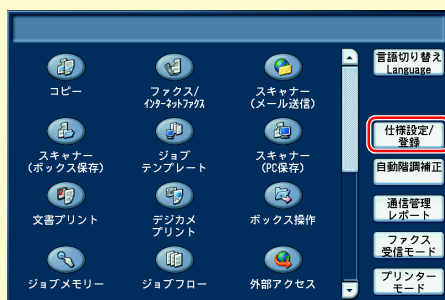 コピー
ファクス/
インターネットファクス
スキャナー
(メール送信)
スキャナー
(ボックス保存)
ジョブ
テンプレート
スキャナー
(PC保存)
文書プリント
デジカメ
プリント
ボックス操作
ジョブメモリー
ジョブフロー
外部アクセス
言語切り替え
Language
仕様設定/
登録
自動階調補正
通信管理
レポート
ファクス
受信モード
プリンター
モード